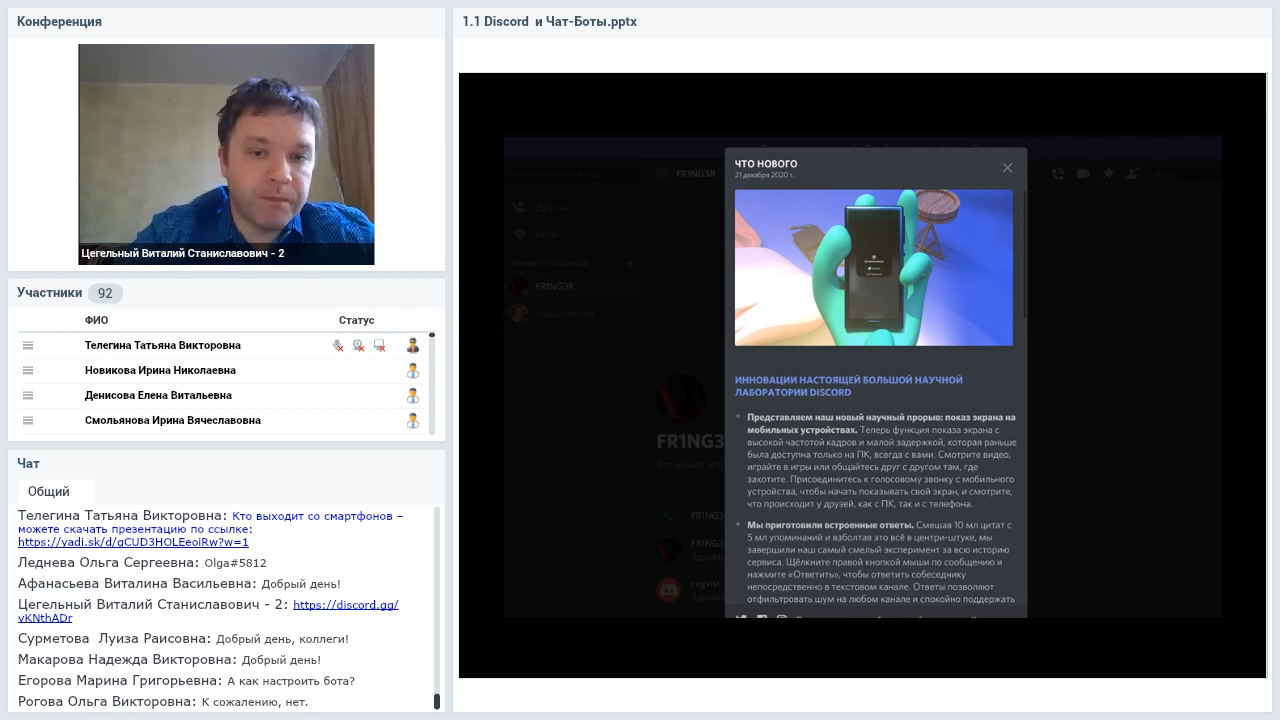 Конференция
Цегельный Виталий Станиславович - 2
Участники 92
ФИО Статус
Телегина Татьяна Викторовна
Новикова Ирина Николаевна
Денисова Елена Витальевна
Смольянова Ирина Вячеславовна
Чат
Общий
Телегина Татьяна Викторовна: Кто выходит со смартфонов –
можете скачать презентацию по ссылке:
https://yadi.sk/d/gCUD3HOLEeoiRw?w=1
Леднева Ольга Сергеевна: Olga#5812
Афанасьева Виталина Васильевна: Добрый день!
Цегельный Виталий Станиславович - 2: https://discord.gg/
vKNthADr
Сурметова Луиза Раисовна: Добрый день, коллеги!
Макарова Надежда Викторовна: Добрый день!
Егорова Марина Григорьевна: А как настроить бота?
Рогова Ольга Викторовна: К сожалению, нет.
1.1 Discord и Чат-Боты.pptx
FR1NG3R
Друзья
Nitro
FR1NG3R
FR1NG3
FR1NG3
FR1NG3
cegvist
ЧТО НОВОГО
21 декабря 2020 г.
ИННОВАЦИИ НАСТОЯЩЕЙ БОЛЬШОЙ НАУЧНОЙ
ЛАБОРАТОРИИ DISCORD
Представляем наш новый научный прорыв: показ экрана на
мобильных устройствах. Теперь функция показа экрана с
высокой частотой кадров и малой задержкой, которая раньше
была доступна только на ПК, всегда с вами. Смотрите видео,
играйте в игры или общайтесь друг с другом там, где
захотите. Присоединитесь к голосовому звонку с мобильного
устройства, чтобы начать показывать свой экран, и смотрите,
что происходит у друзей, как с ПК, так и с телефона.
Мы приготовили встроенные ответы. Смешав 10 мл цитат с
5 мл упоминаний и взболтав это всё в центри-штуке, мы
завершили наш самый смелый эксперимент за всю историю
сервиса. Щёлкните правой кнопкой мыши по сообщению и
нажмите «Ответить», чтобы ответить собеседнику
непосредственно в текстовом канале. Ответы позволяют
отфильтровать шум на любом канале и спокойно поддержать